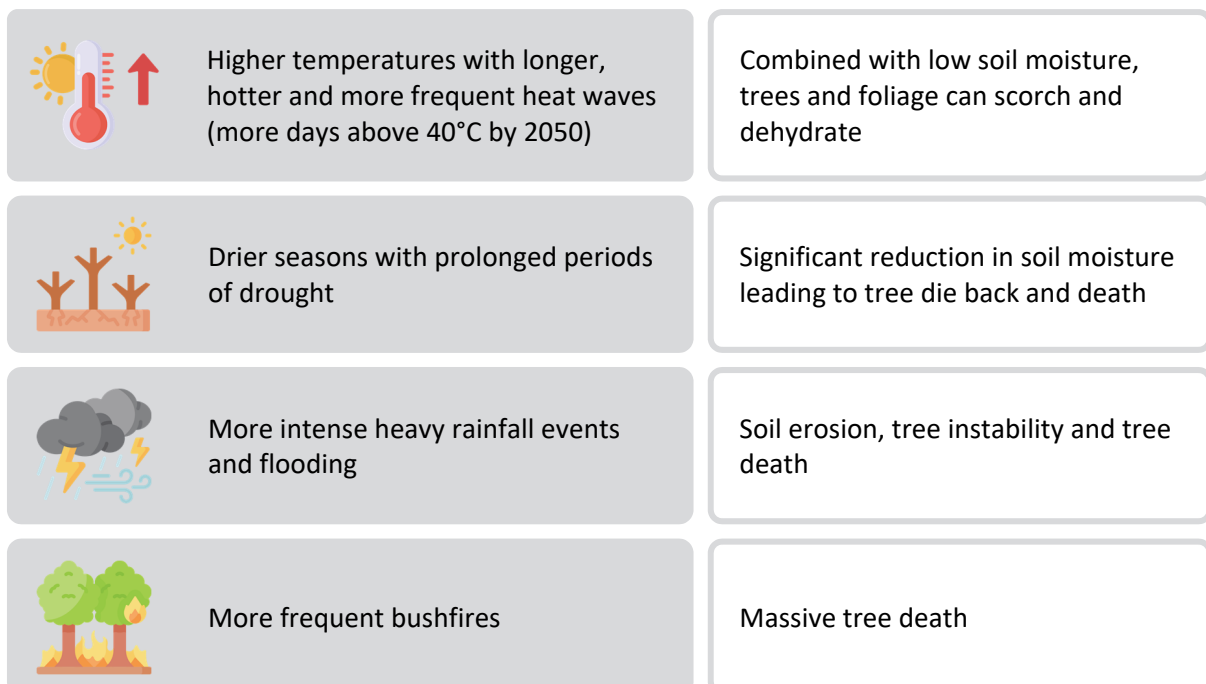 Higher temperatures with longer,
hotter and more frequent heat waves
(more days above 40°C by 2050)
Combined with low soil moisture,
trees and foliage can scorch and
dehydrate
Drier seasons with prolonged periods
of drought
Significant reduction in soil moisture
leading to tree die back and death
More intense heavy rainfall events
and flooding
Soil erosion, tree instability and tree
death
More frequent bushfires
Massive tree death